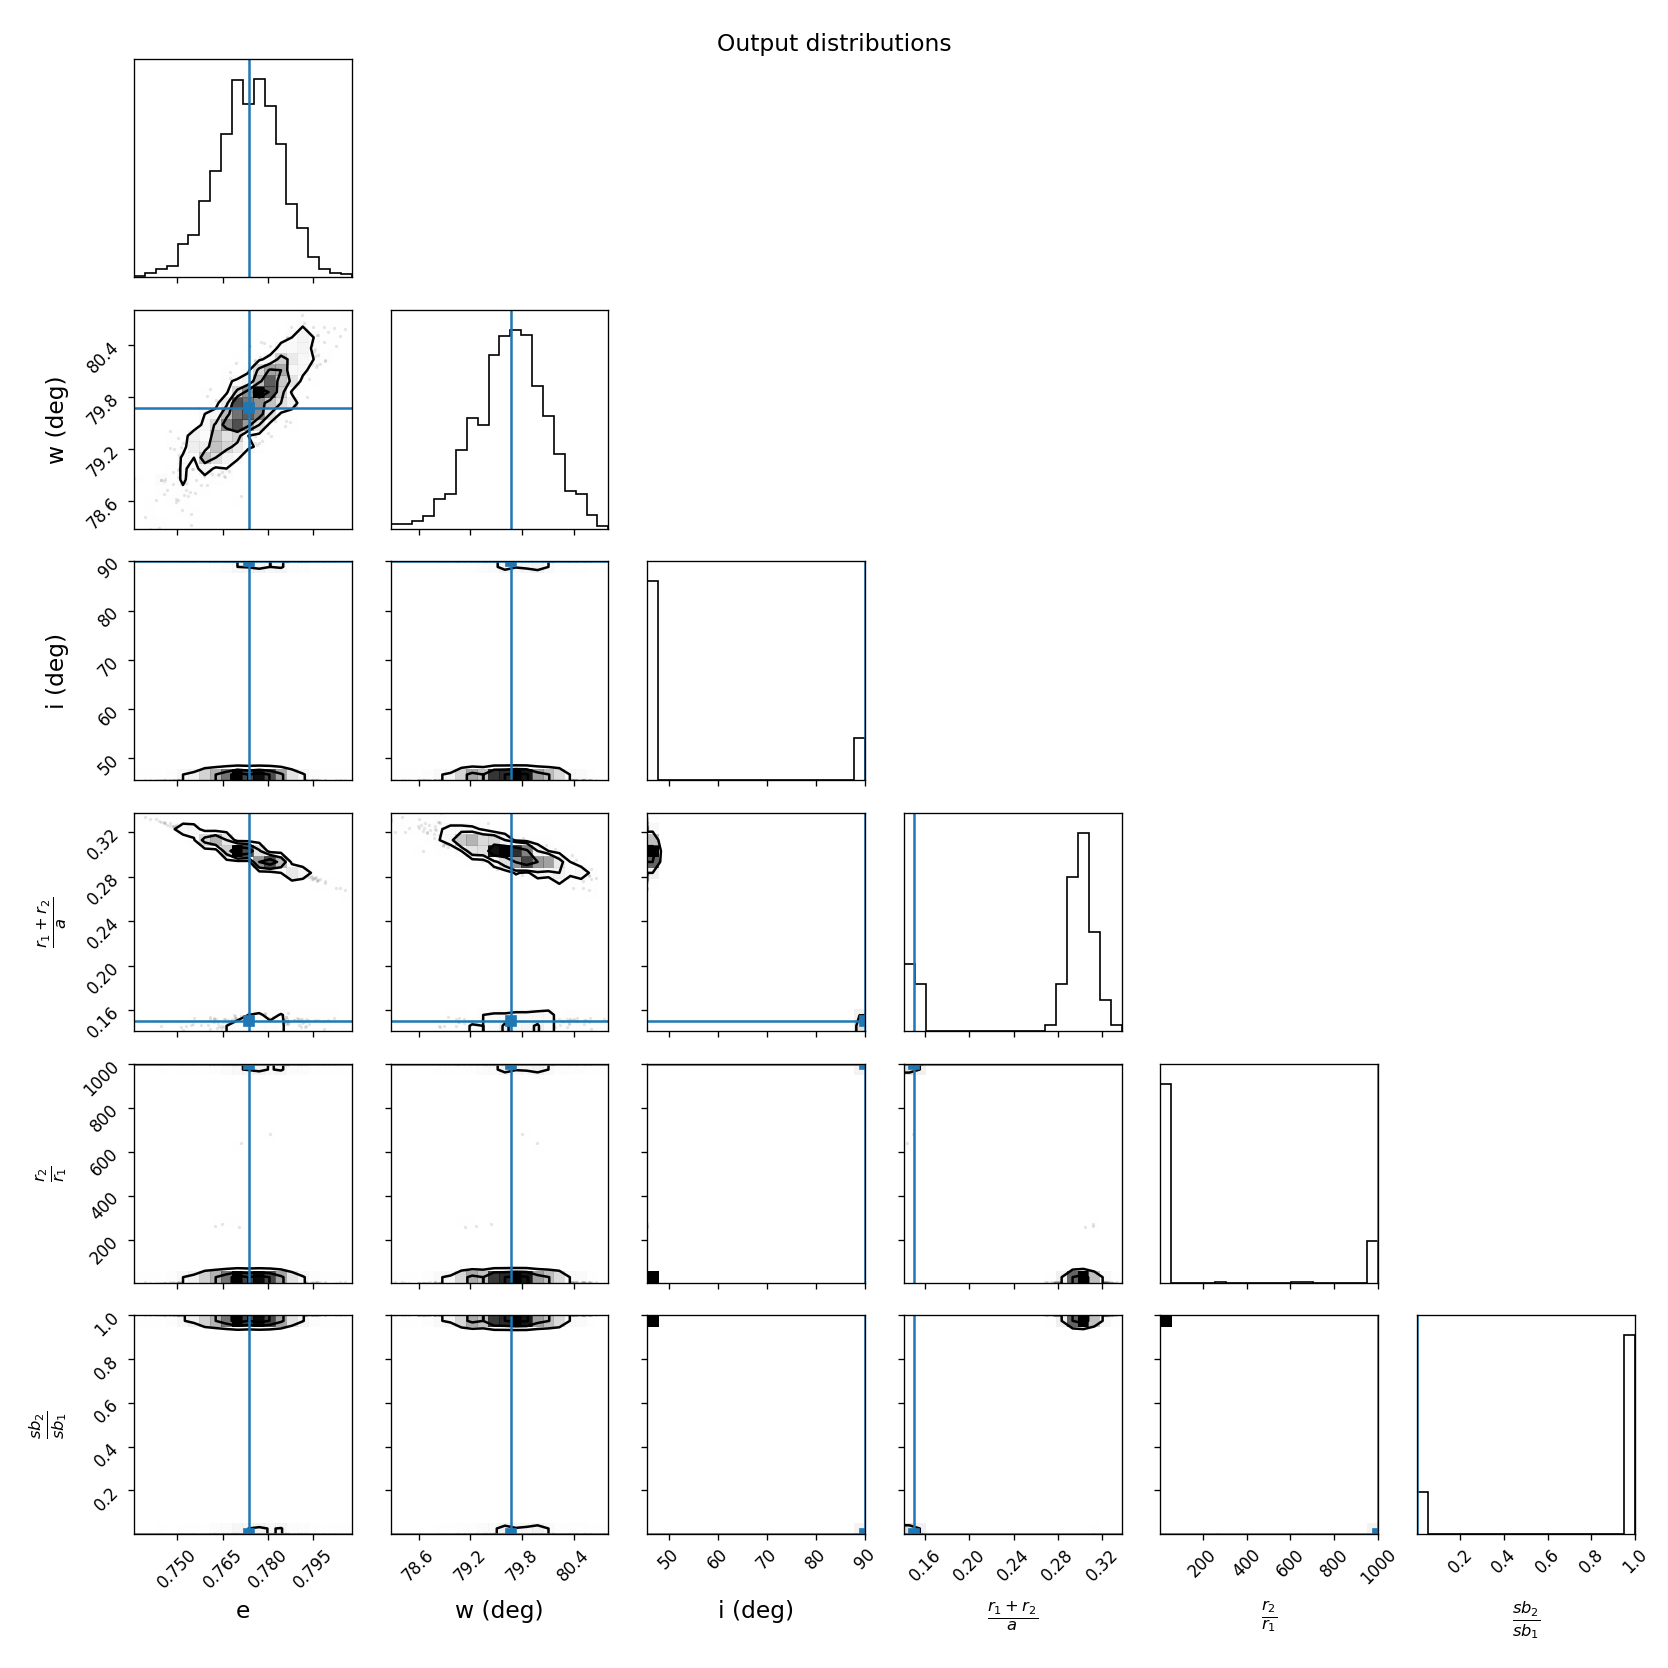 Output distributions
w (deg)
80.4
79.8
79.2
78.6
i (deg)
90
80
70
60
50
r1 + r2
a
0.32
0.28
0.24
0.20
0.16
r2
r1
1000
800
600
400
200
sb2
sb1
1.0
0.8
0.6
0.4
0.2
0.750 0.765 0.780 0.795
78.6 79.2 79.8 80.4
50 60 70 80 90
0.16 0.20 0.24 0.28 0.32
200 400 600 800 1000
0.2 0.4 0.6 0.8 1.0
e
w (deg)
i (deg)
r1 + r2
a
r2
r1
sb2
sb1